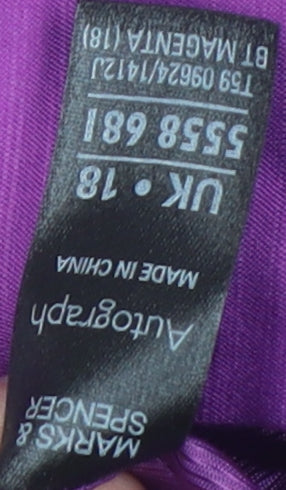 MARKS &
SPENCER
Autograph
MADE IN CHINA
UK • 18
5558 681
T59 09624/1412J
BT MAGENTA (18)